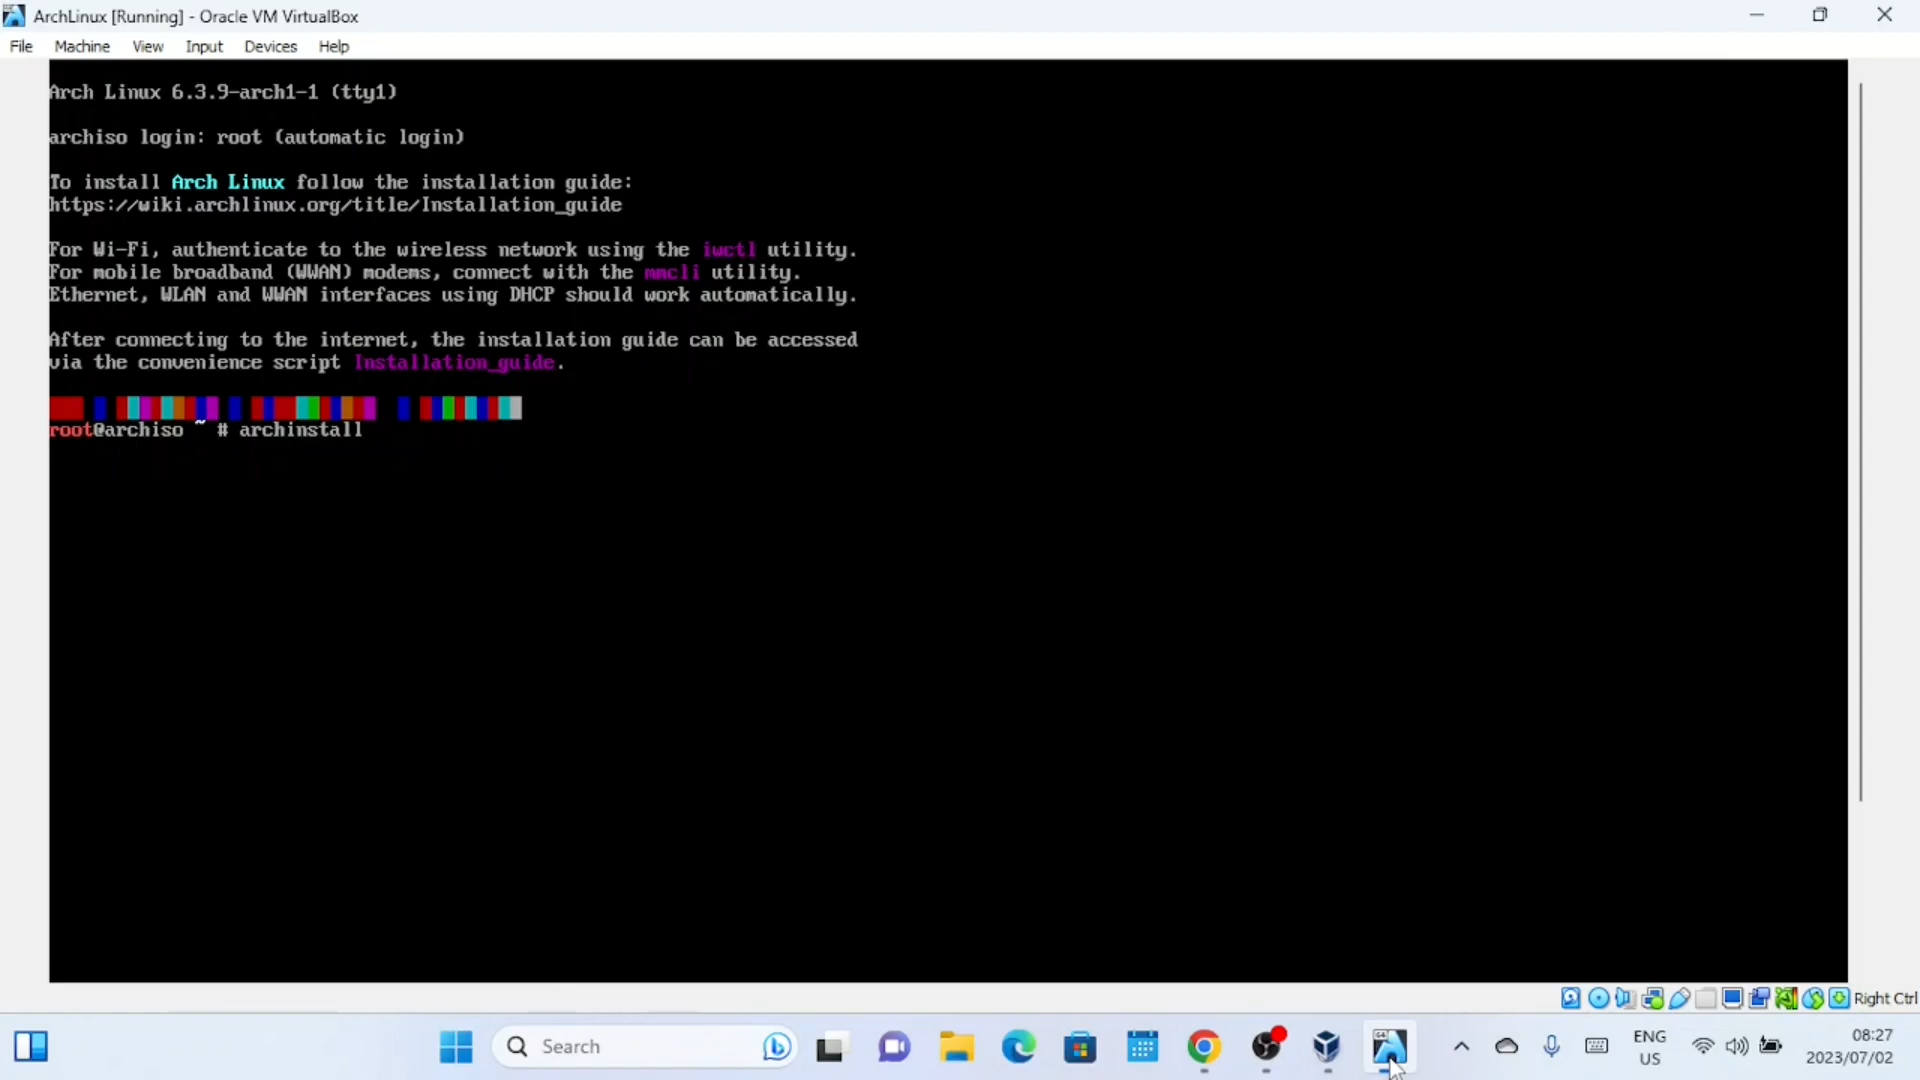 ArchLinux [Running] - Oracle VM VirtualBox
File Machine View Input Devices Help
Arch Linux 6.3.9-arch1-1 (tty1)
archiso login: root (automatic login)
To install Arch Linux follow the installation guide:
https://wiki.archlinux.org/title/Installation_guide
For Wi-Fi, authenticate to the wireless network using the iwctl utility.
For mobile broadband (WWAN) modems, connect with the mmcli utility.
Ethernet, WLAN and WWAN interfaces using DHCP should work automatically.
After connecting to the internet, the installation guide can be accessed
via the convenience script Installation_guide.
root@archiso ~ # archinstall
Right Ctrl
Search
64
ENG
US
08:27
2023/07/02